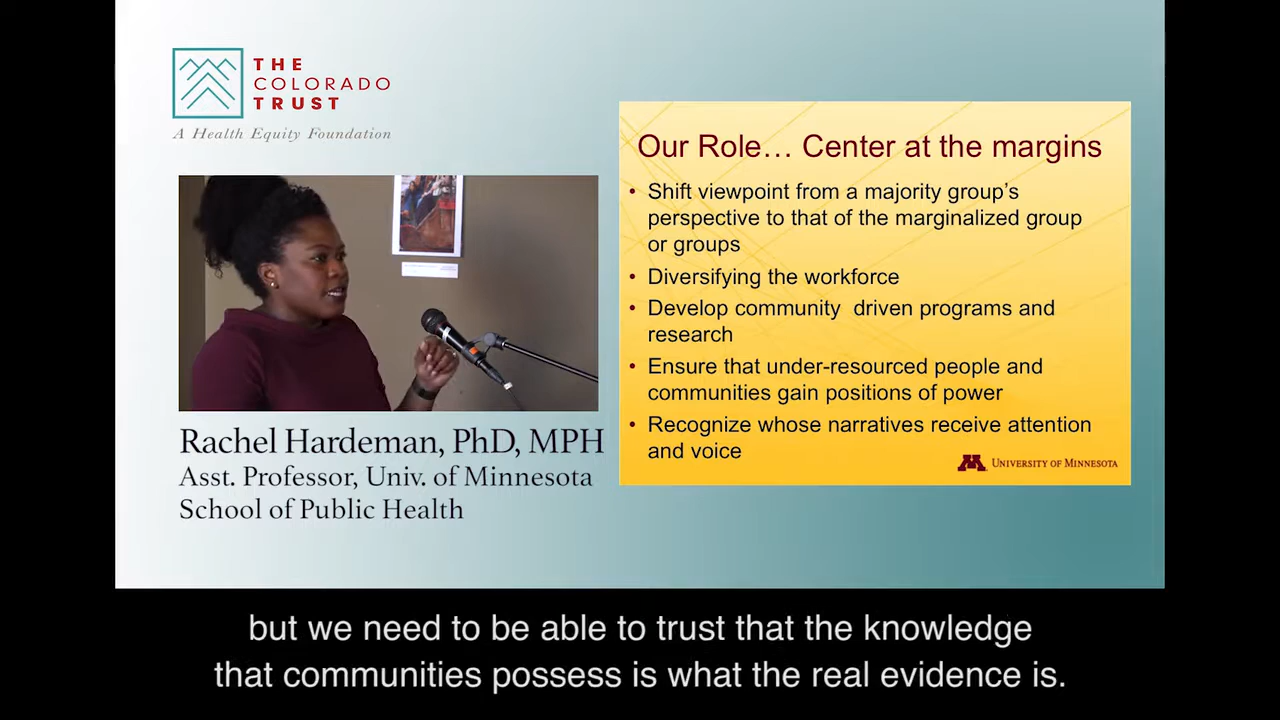 THE
COLORADO
TRUST
A Health Equity Foundation
Our Role… Center at the margins
• Shift viewpoint from a majority group’s
perspective to that of the marginalized group
or groups
• Diversifying the workforce
• Develop community  driven programs and
research
• Ensure that under-resourced people and
communities gain positions of power
• Recognize whose narratives receive attention
and voice
M University of Minnesota
Rachel Hardeman, PhD, MPH
Asst. Professor, Univ. of Minnesota
School of Public Health
but we need to be able to trust that the knowledge
that communities possess is what the real evidence is.